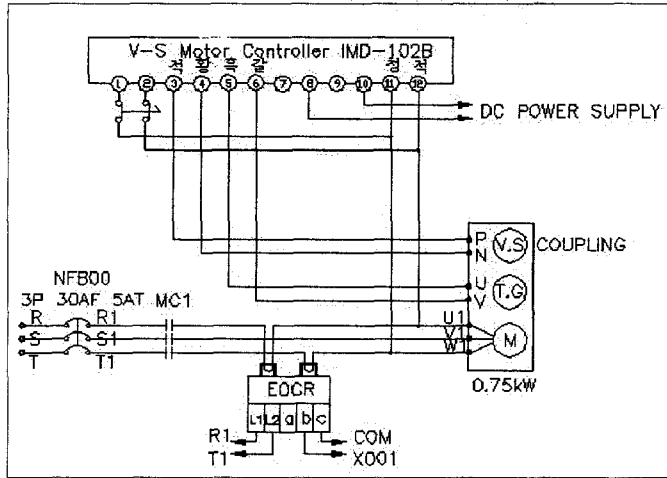 V-S Motor Controller IMD-102B
적 황 흑 갈 청 적
1 2 3 4 5 6 7 8 9 10 11 12
DC POWER SUPPLY
P
N
V.S
COUPLING
U
V
T.G
NFB00
3P 30AF 5AT MC1
R R1
S S1
T T1
U1
V1
W1
M
0.75kW
EOCR
L1 L2 a b c
R1
COM
T1
X001